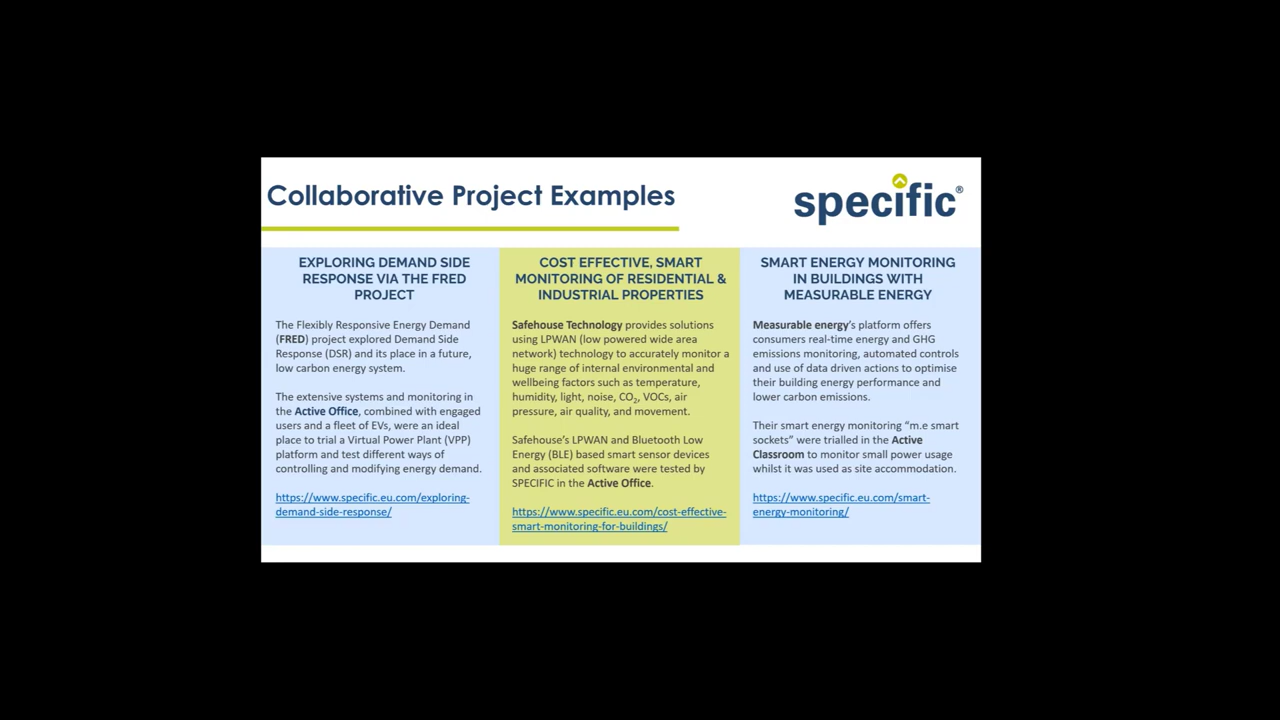 Collaborative Project Examples
specific®
EXPLORING DEMAND SIDE
RESPONSE VIA THE FRED
PROJECT
The Flexibly Responsive Energy Demand
(FRED) project explored Demand Side
Response (DSR) and its place in a future,
low carbon energy system.
The extensive systems and monitoring in
the Active Office, combined with engaged
users and a fleet of EVs, were an ideal
place to trial a Virtual Power Plant (VPP)
platform and test different ways of
controlling and modifying energy demand.
https://www.specific.eu.com/exploring-
demand-side-response/
COST EFFECTIVE, SMART
MONITORING OF RESIDENTIAL &
INDUSTRIAL PROPERTIES
Safehouse Technology provides solutions
using LPWAN (low powered wide area
network) technology to accurately monitor a
huge range of internal environmental and
wellbeing factors such as temperature,
humidity, light, noise, CO₂, VOCs, air
pressure, air quality, and movement.
Safehouse's LPWAN and Bluetooth Low
Energy (BLE) based smart sensor devices
and associated software were tested by
SPECIFIC in the Active Office.
https://www.specific.eu.com/cost-effective-
smart-monitoring-for-buildings/
SMART ENERGY MONITORING
IN BUILDINGS WITH
MEASURABLE ENERGY
Measurable energy's platform offers
consumers real-time energy and GHG
emissions monitoring, automated controls
and use of data driven actions to optimise
their building energy performance and
lower carbon emissions.
Their smart energy monitoring “m.e smart
sockets” were trialled in the Active
Classroom to monitor small power usage
whilst it was used as site accommodation.
https://www.specific.eu.com/smart-
energy-monitoring/